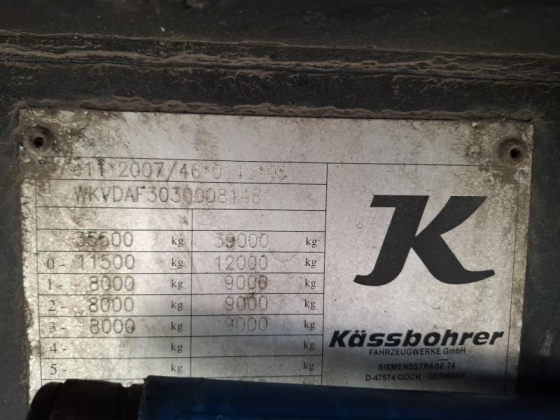 e11*2007/46*0113*05
WKVDAF30300081481
35500 kg 39000 kg
0- 11500 kg 12000 kg
1- 8000 kg 9000 kg
2- 8000 kg 9000 kg
3- 8000 kg 9000 kg
4- kg kg
5-
K
Kässbohrer
FAHRZEUGWERKE GmbH
SIEMENSSTRAßE 74
D-47574 GOCH - GERMANY